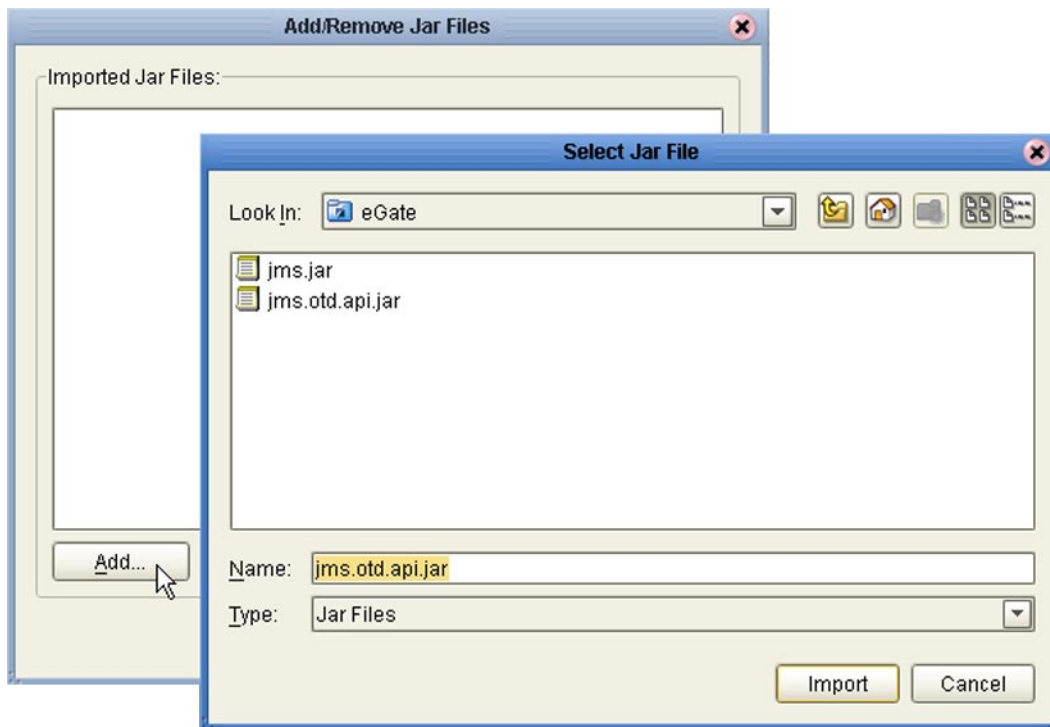 Add/Remove Jar Files
Imported Jar Files:
Add...
Select Jar File
Look In: eGate
jms.jar
jms.otd.api.jar
Name: jms.otd.api.jar
Type: Jar Files
Import Cancel